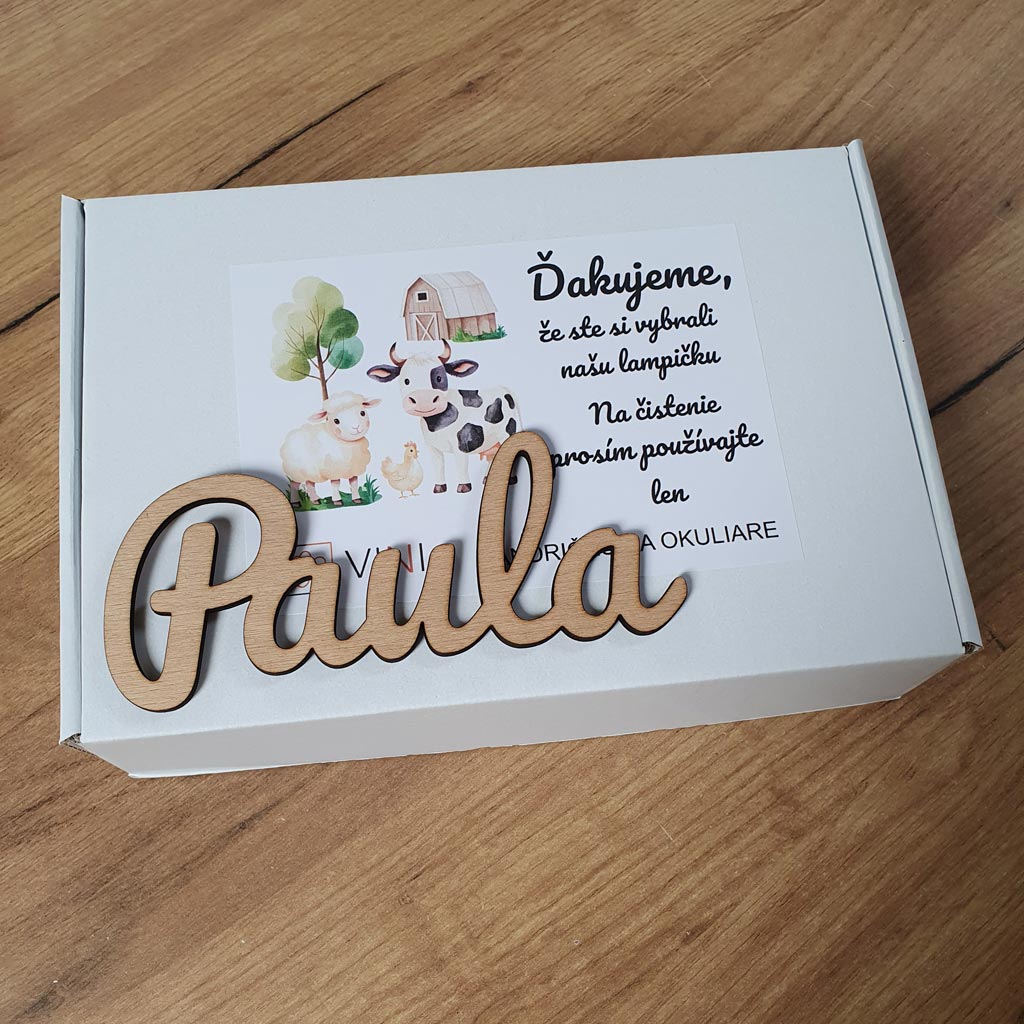 Ďakujeme,
že ste si vybrali
našu lampičku
Na čistenie
prosím používajte
len
OKULIARE
Paula